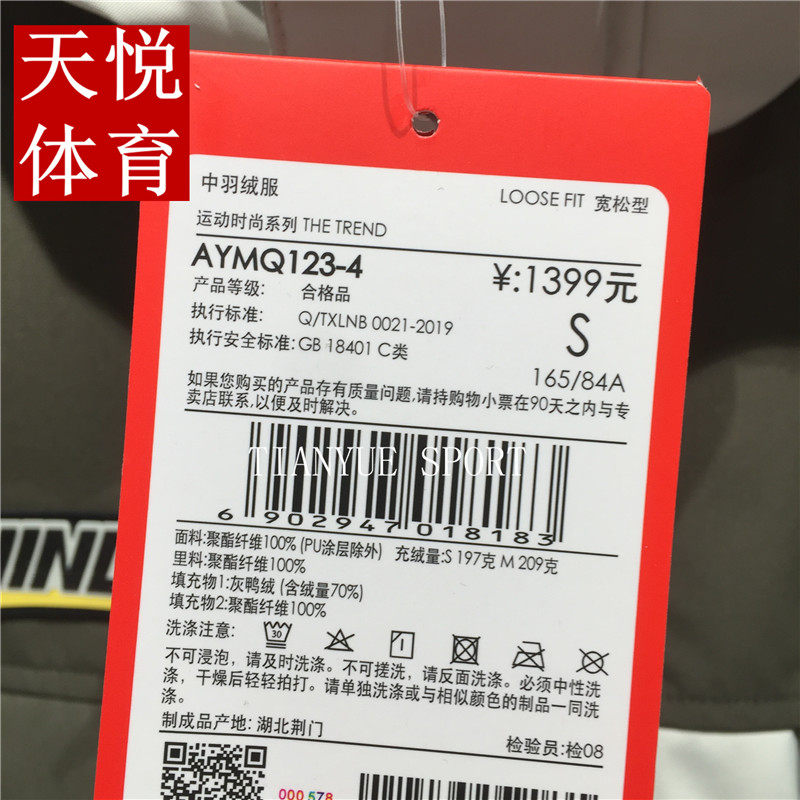 天悦
体育
中羽绒服
LOOSE FIT 宽松型
运动时尚系列 THE TREND
AYMQ123-4
¥:1399元
产品等级: 合格品
执行标准: Q/TXLNB 0021-2019
S
执行安全标准: GB 18401 C类
165/84A
如果您购买的产品存有质量问题,请持购物小票在90天之内与专
卖店联系,以便及时解决。
TIANYUE SPORT
6 902947 018183
面料:聚酯纤维100% (PU涂层除外) 充绒量:S 197克 M 209克
里料:聚酯纤维100%
填充物1:灰鸭绒 (含绒量70%)
填充物2:聚酯纤维100%
洗涤注意:
30
不可浸泡，请及时洗涤。不可搓洗，请反面洗涤。必须中性洗
涤，干燥后轻轻拍打。请单独洗涤或与相似颜色的制品一同洗
涤。
制成品产地: 湖北荆门
检验员:检08
000 578